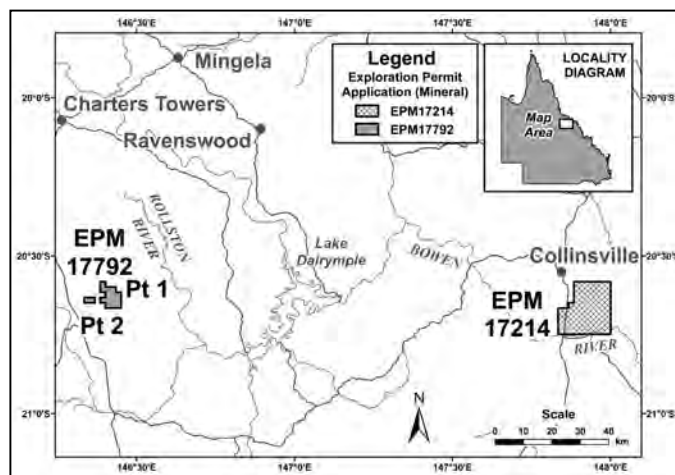 146°30'E
147°0'E
147°30'E
148°0'E
Mingela
Charters Towers
Ravenswood
Legend
Exploration Permit
Application (Mineral)
EPM17214
EPM17792
LOCALITY
DIAGRAM
Map
Area
20°0'S
20°0'S
ROLLSTON
RIVER
Lake
Dalrymple
BOWEN
20°30'S
20°30'S
Collinsville
EPM
17792
Pt 1
Pt 2
EPM
17214
RIVER
21°0'S
21°0'S
N
Scale
0 10 20 30 40
km
146°30'E
147°0'E
147°30'E
148°0'E